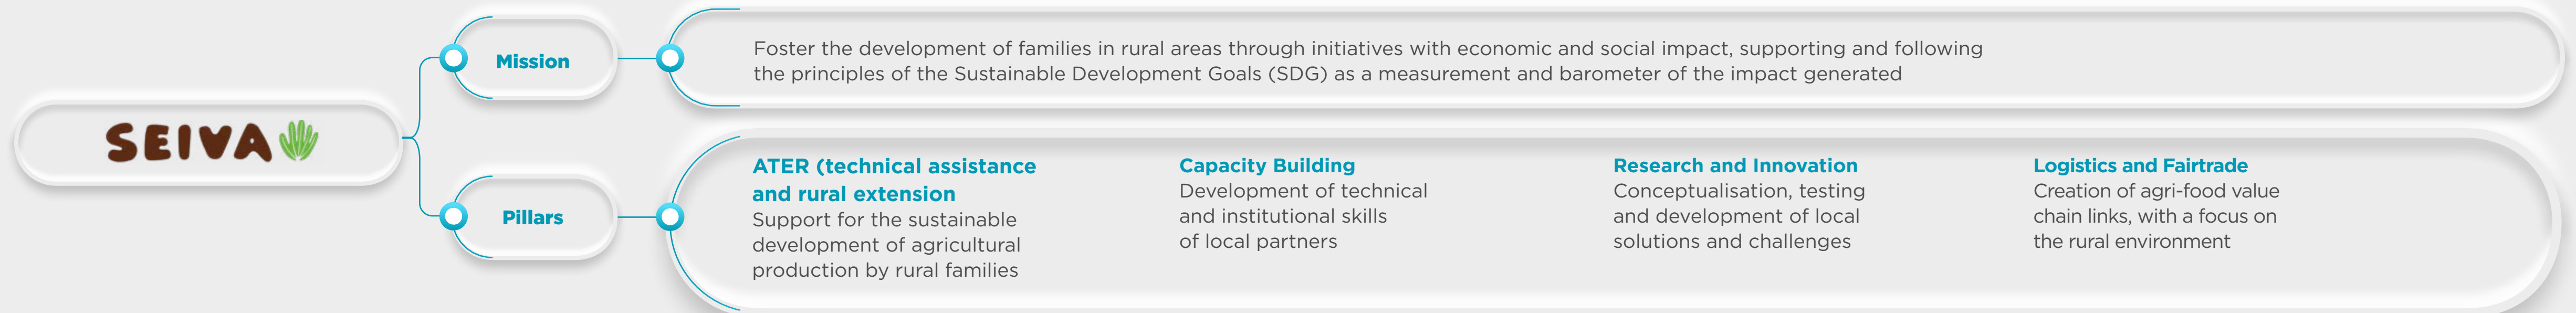 SEIVA
Mission
Foster the development of families in rural areas through initiatives with economic and social impact, supporting and following
the principles of the Sustainable Development Goals (SDG) as a measurement and barometer of the impact generated
Pillars
ATER (technical assistance
and rural extension
Support for the sustainable
development of agricultural
production by rural families
Capacity Building
Development of technical
and institutional skills
of local partners
Research and Innovation
Conceptualisation, testing
and development of local
solutions and challenges
Logistics and Fairtrade
Creation of agri-food value
chain links, with a focus on
the rural environment